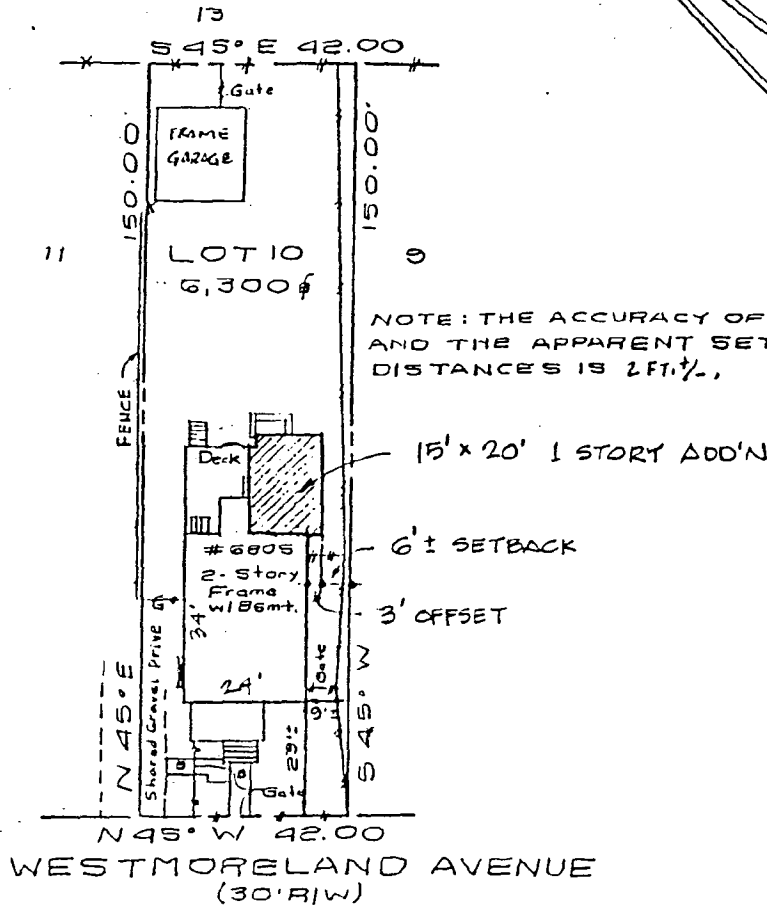 13
S 45° E 42.00
Gate
FRAME
GARAGE
150.00'
150.00'
11
LOT 10
9
6,300
NOTE: THE ACCURACY OF
AND THE APPARENT SET
DISTANCES IS 2 FT. +/-.
FENCE
Deck
15' x 20' 1 STORY ADD'N
#6805
2-Story
Frame
w/Bsmt.
6' ± SETBACK
3' OFFSET
34'
24'
Gate
9'±
Shared Gravel Drive
N 45° E
29'±
S 45° W
Gate
N 45° W 42.00
WESTMORELAND AVENUE
(30' R/W)